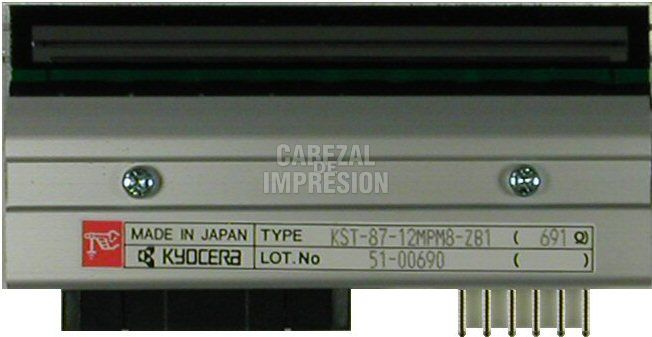 CABEZAL
DE
IMPRESION
MADE IN JAPAN TYPE KST-87-12MPM8-ZB1 ( 691 Ω)
KYOCERA LOT.No 51-00690 ( )